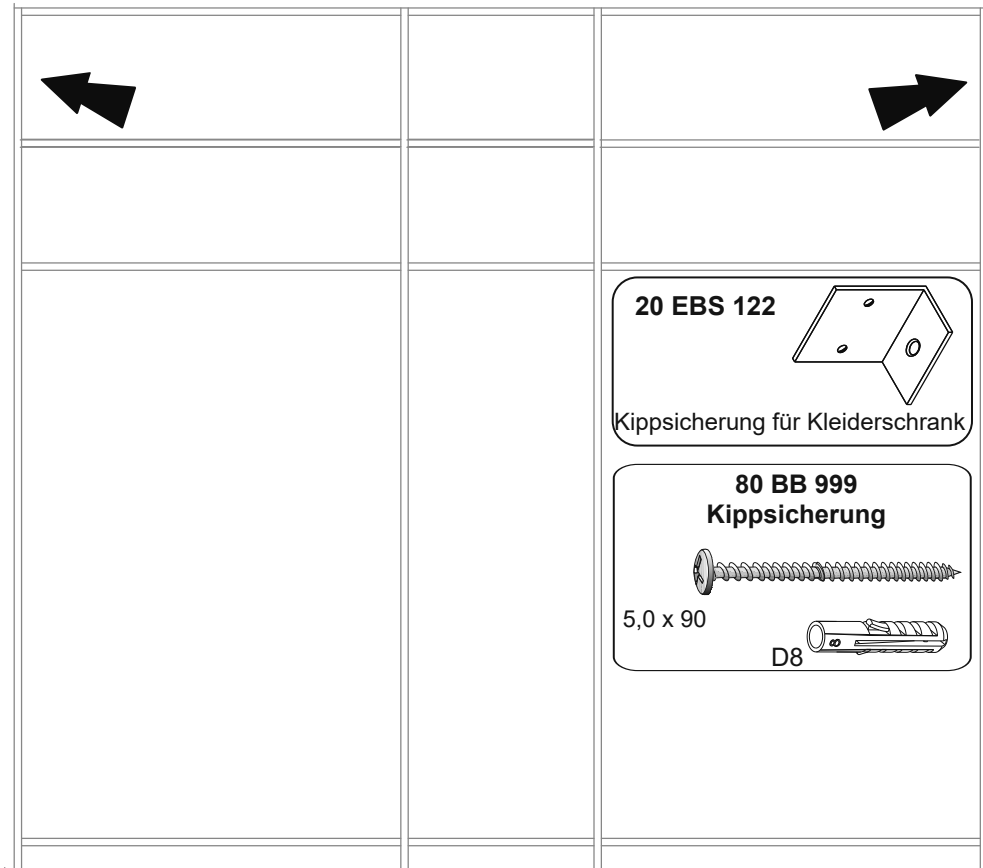 20 EBS 122
Kippsicherung für Kleiderschrank
80 BB 999
Kippsicherung
5,0 x 90
D8